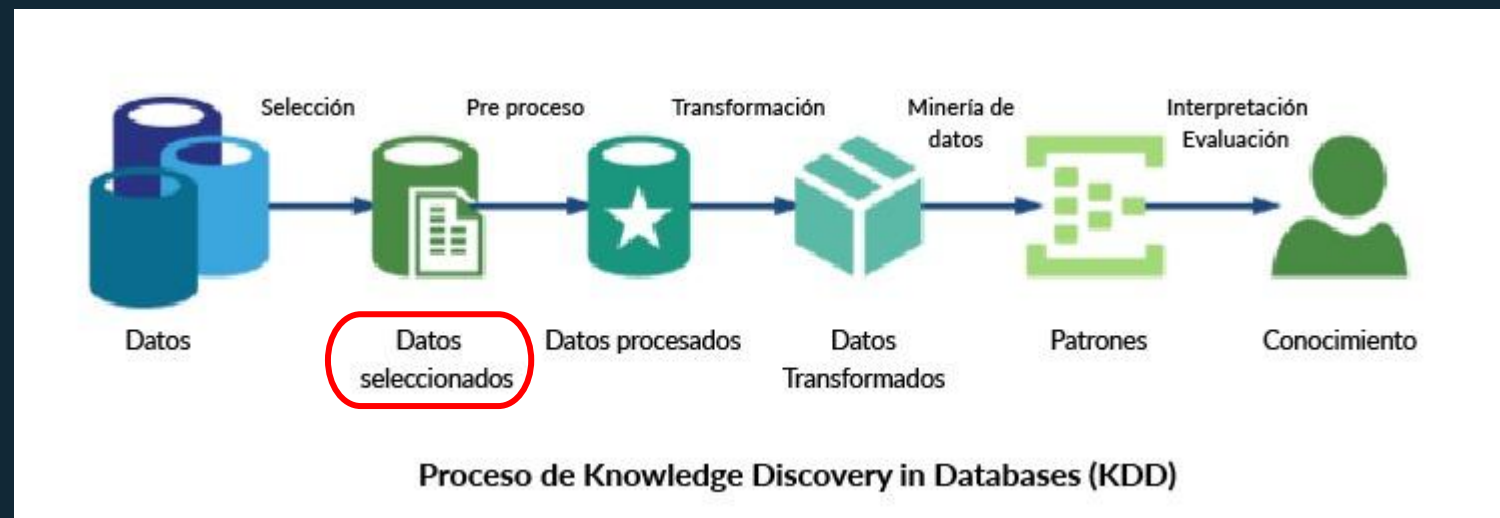 Selección
Pre proceso
Transformación
Minería de
datos
Interpretación
Evaluación
Datos
Datos
seleccionados
Datos procesados
Datos
Transformados
Patrones
Conocimiento
Proceso de Knowledge Discovery in Databases (KDD)